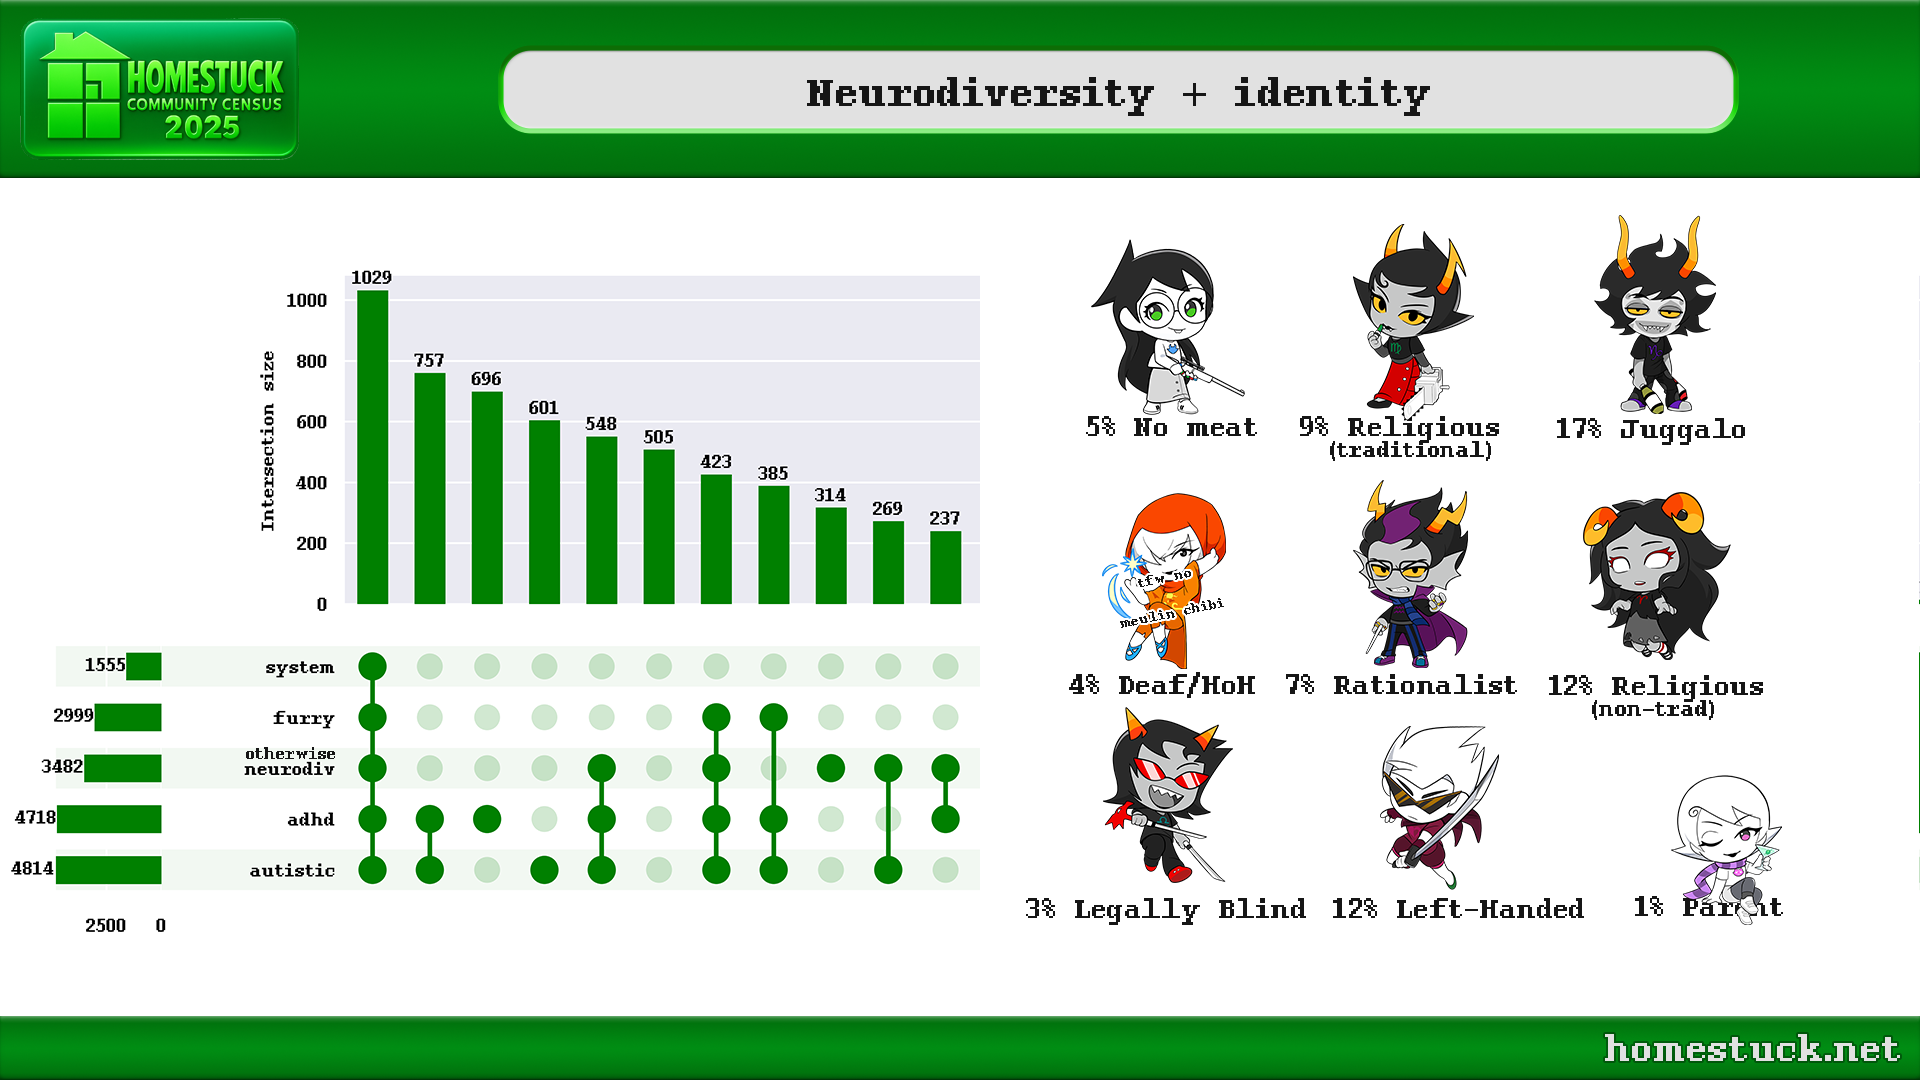 HOMESTUCK
COMMUNITY CENSUS
2025
Neurodiversity + identity
Intersection size
1000
800
600
400
200
0
1029
757
696
601
548
505
423
385
314
269
237
1555
system
2999
furry
3482
otherwise
neurodiv
4718
adhd
4814
autistic
2500 0
5% No meat
9% Religious
(traditional)
17% Juggalo
tfw no
meulin chibi
4% Deaf/HoH
7% Rationalist
12% Religious
(non-trad)
3% Legally Blind
12% Left-Handed
1% Parent
homestuck.net